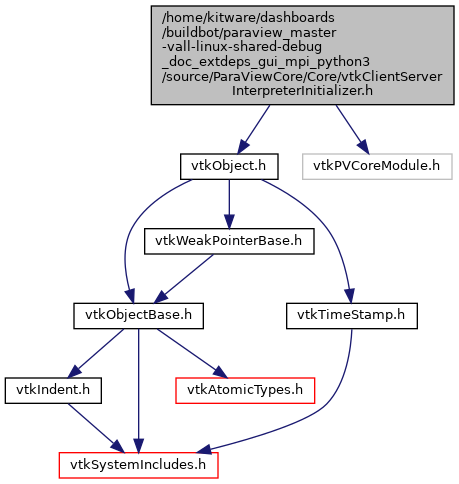 /home/kitware/dashboards
/buildbot/paraview_master
-vall-linux-shared-debug
_doc_extdeps_gui_mpi_python3
/source/ParaViewCore/Core/vtkClientServer
InterpreterInitializer.h
vtkObject.h
vtkPVCoreModule.h
vtkWeakPointerBase.h
vtkObjectBase.h
vtkTimeStamp.h
vtkIndent.h
vtkAtomicTypes.h
vtkSystemIncludes.h